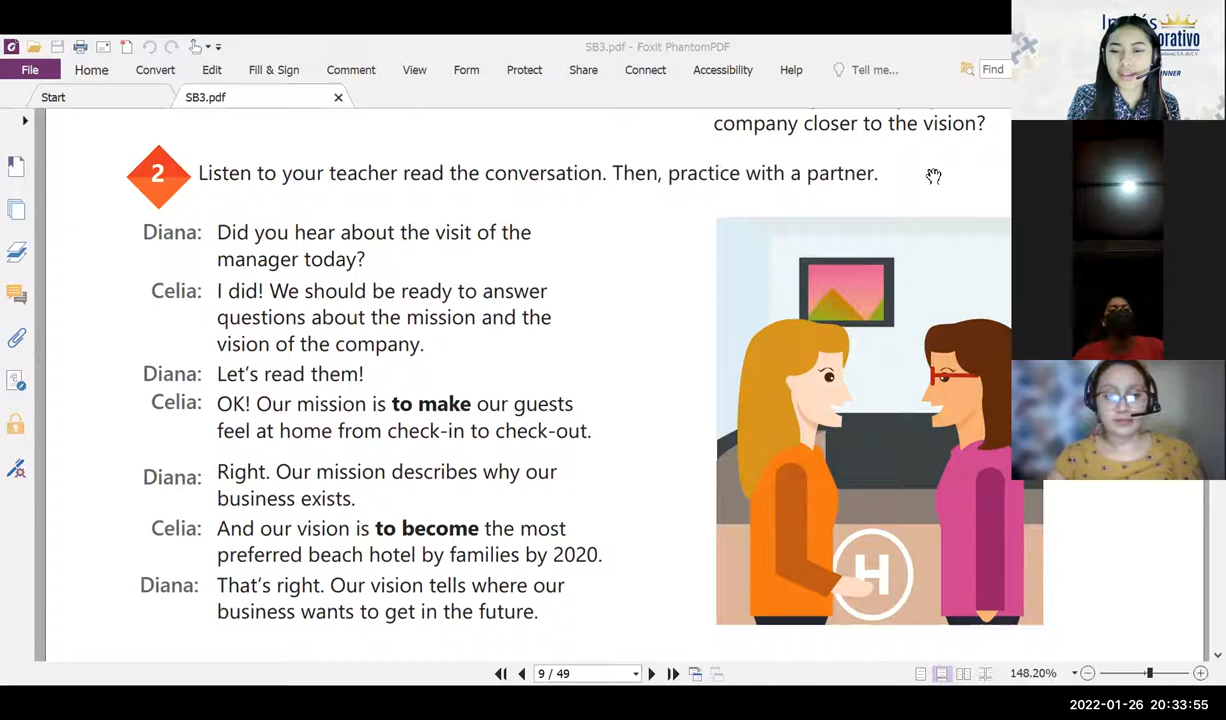 SB3.pdf - Foxit PhantomPDF
File Home Convert Edit Fill & Sign Comment View Form Protect Share Connect Accessibility Help Tell me... Find
Start SB3.pdf
company closer to the vision?
2 Listen to your teacher read the conversation. Then, practice with a partner.
Diana: Did you hear about the visit of the
manager today?
Celia: I did! We should be ready to answer
questions about the mission and the
vision of the company.
Diana: Let's read them!
Celia: OK! Our mission is to make our guests
feel at home from check-in to check-out.
Diana: Right. Our mission describes why our
business exists.
Celia: And our vision is to become the most
preferred beach hotel by families by 2020.
Diana: That's right. Our vision tells where our
business wants to get in the future.
H
9 / 49
148.20%
2022-01-26 20:33:55